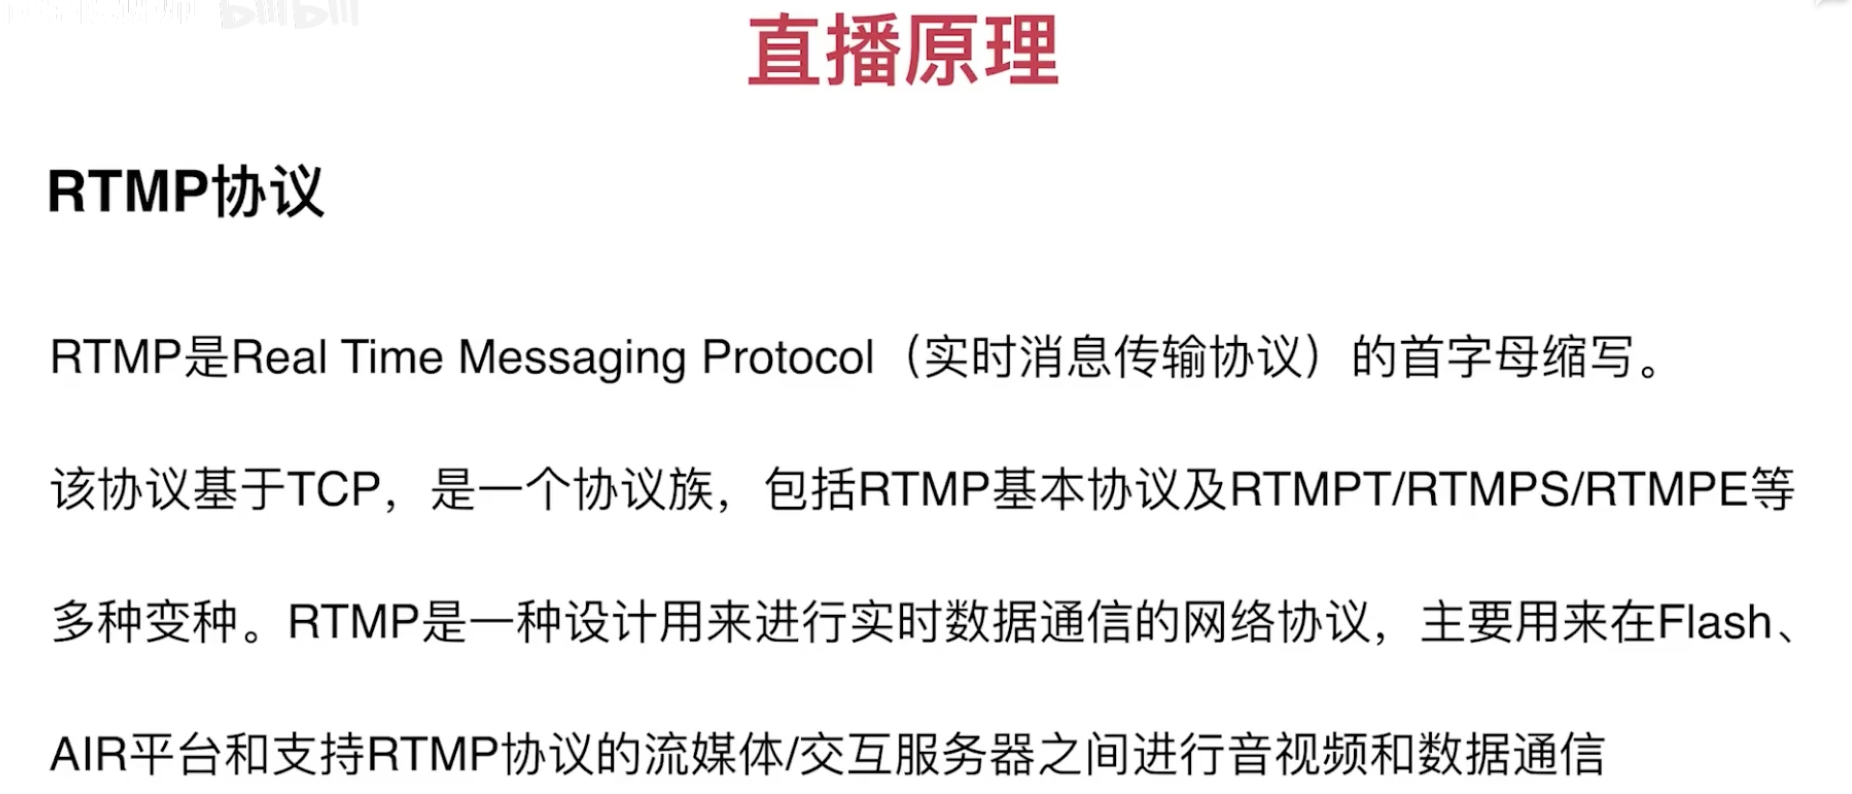 bilibili
直播原理
RTMP协议
RTMP是Real Time Messaging Protocol（实时消息传输协议）的首字母缩写。
该协议基于TCP，是一个协议族，包括RTMP基本协议及RTMPT/RTMPS/RTMPE等
多种变种。RTMP是一种设计用来进行实时数据通信的网络协议，主要用来在Flash、
AIR平台和支持RTMP协议的流媒体/交互服务器之间进行音视频和数据通信